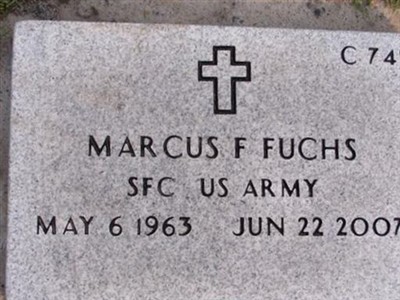 C 74
MARCUS F FUCHS
SFC US ARMY
MAY 6 1963 JUN 22 2007